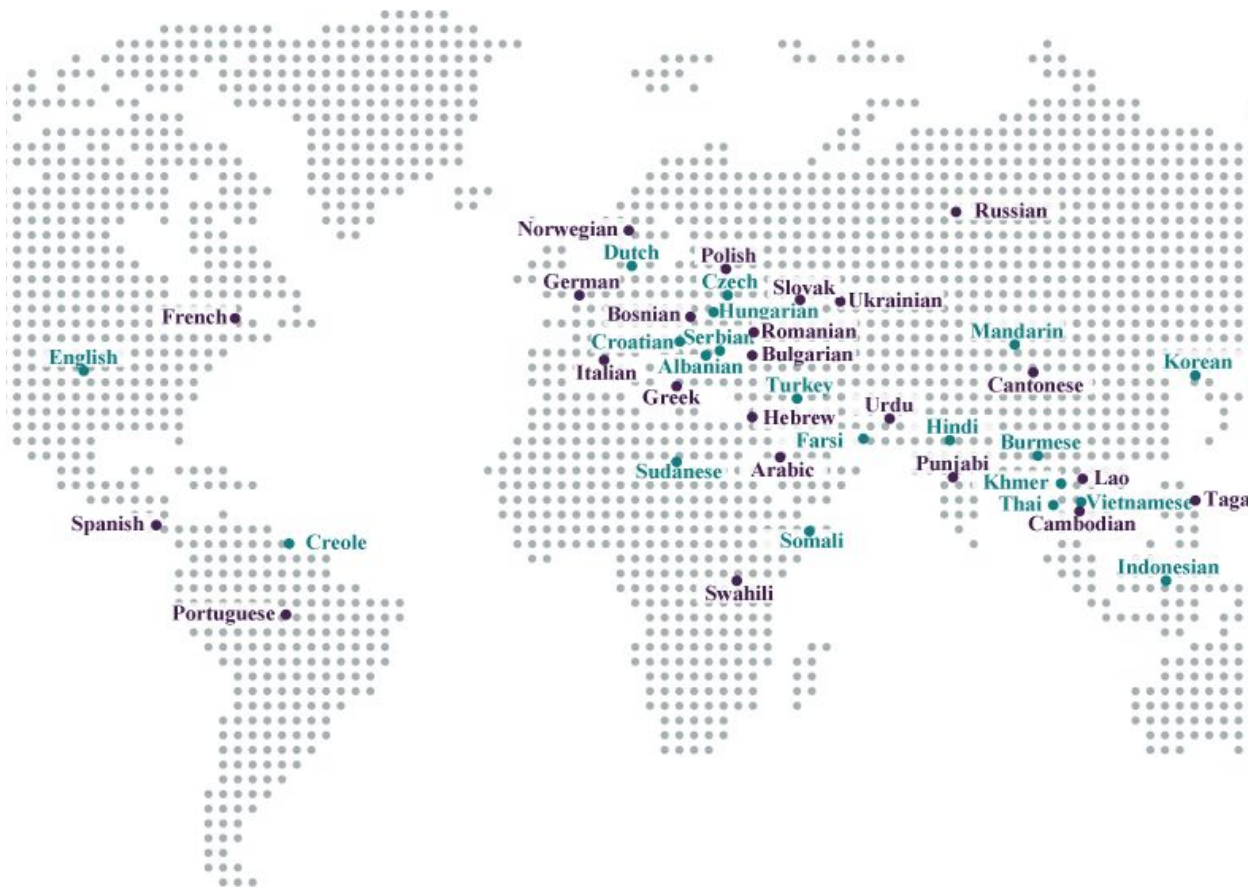 Russian
Norwegian
Dutch
Polish
German
Czech
Slovak
Ukrainian
French
Bosnian
Hungarian
Romanian
Mandarin
Croatian
Serbian
English
Italian
Albanian
Bulgarian
Korean
Greek
Turkey
Cantonese
Hebrew
Urdu
Farsi
Hindi
Burmese
Sudanese
Arabic
Punjabi
Khmer
Lao
Spanish
Thai
Vietnamese
Taga
Cambodian
Creole
Somali
Indonesian
Swahili
Portuguese